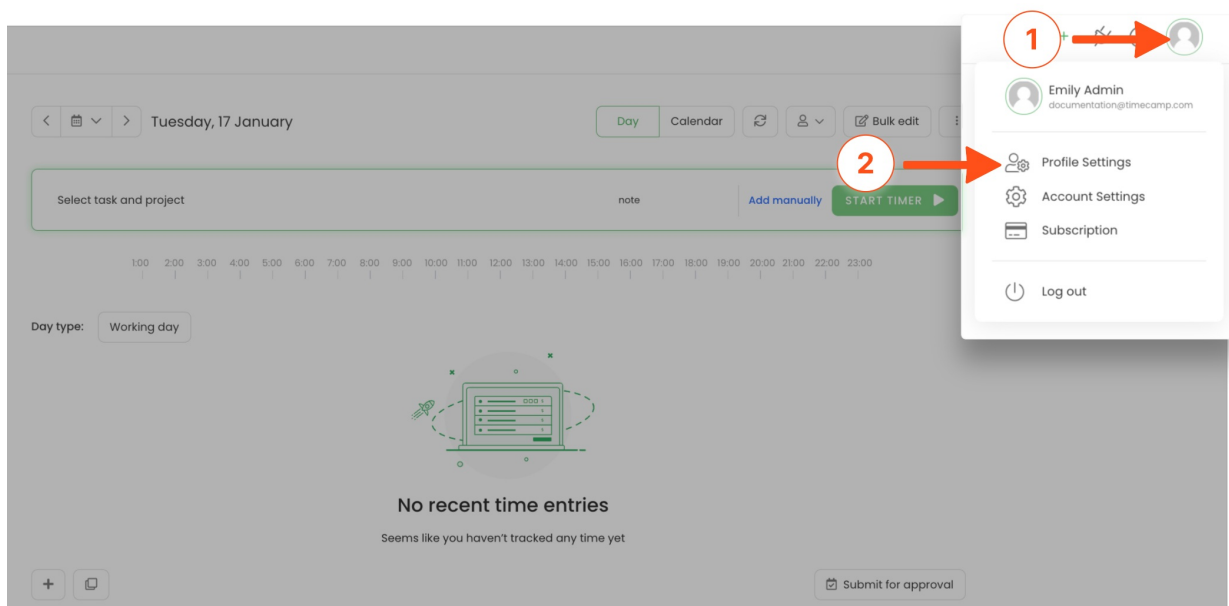 1
+
Emily Admin
documentation@timecamp.com
Tuesday, 17 January
Day
Calendar
Bulk edit
2
Profile Settings
Select task and project
note
Add manually
START TIMER
Account Settings
Subscription
1:00 2:00 3:00 4:00 5:00 6:00 7:00 8:00 9:00 10:00 11:00 12:00 13:00 14:00 15:00 16:00 17:00 18:00 19:00 20:00 21:00 22:00 23:00
Log out
Day type:
Working day
No recent time entries
Seems like you haven't tracked any time yet
Submit for approval